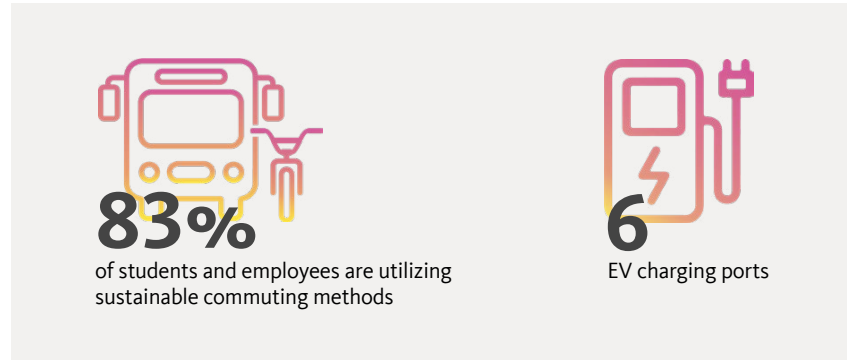 83%
of students and employees are utilizing
sustainable commuting methods
6
EV charging ports